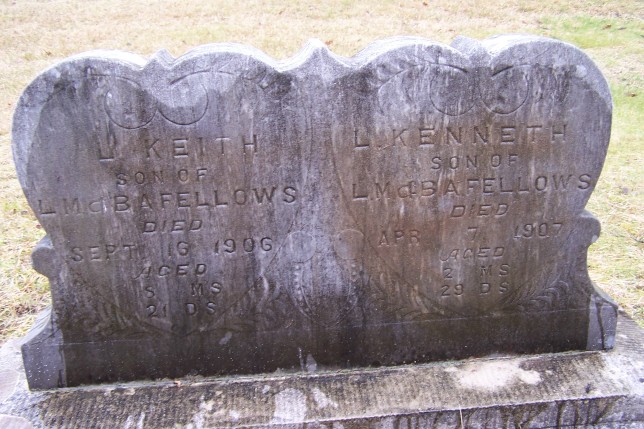 L. KEITH
SON OF
L M & B A FELLOWS
DIED
SEPT 16 1906
AGED
MS
21 DS
L. KENNETH
SON OF
L M & B A FELLOWS
DIED
APR 7 1907
AGED
2 MS
29 DS